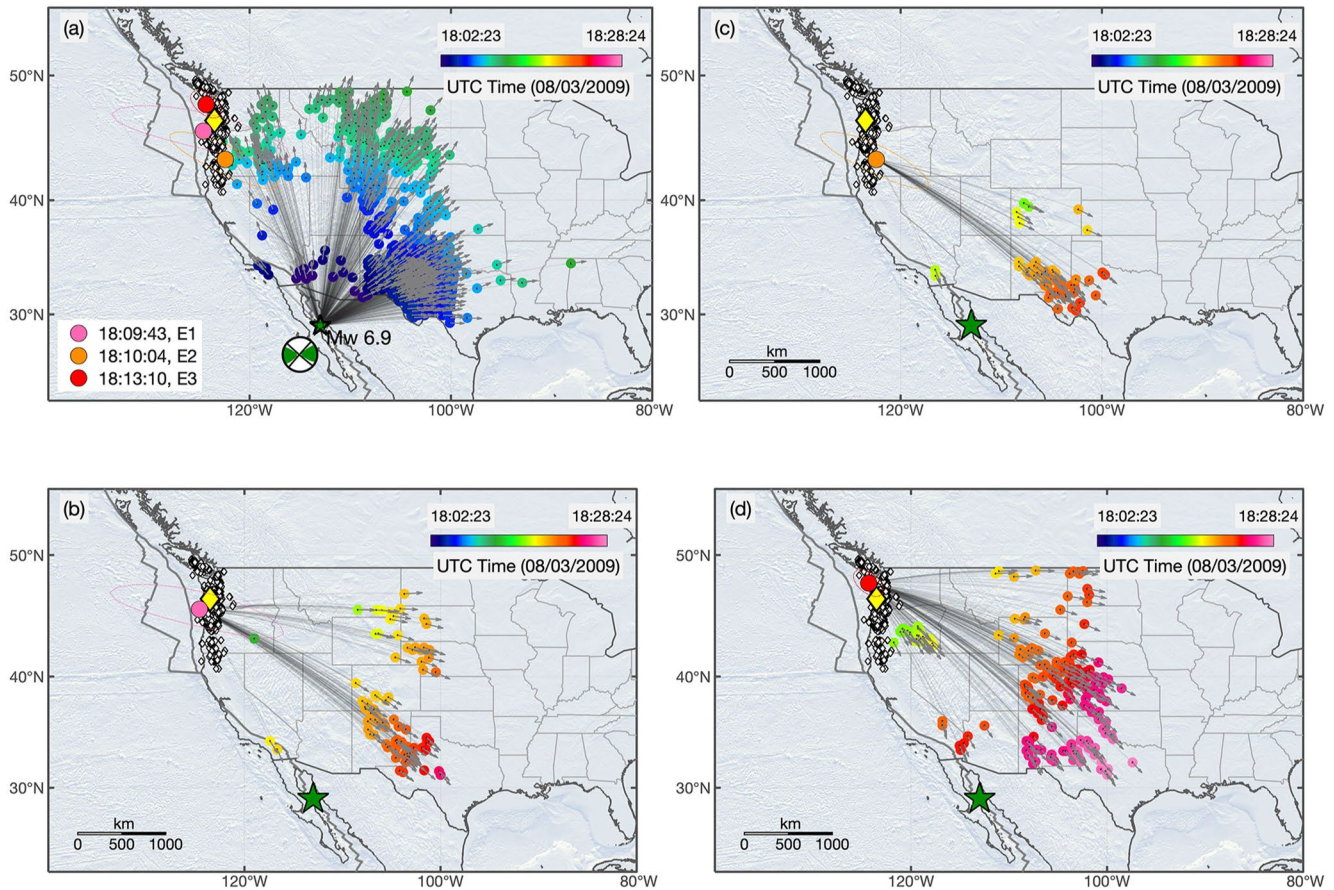 (a)
18:02:23 18:28:24
UTC Time (08/03/2009)
50°N
40°N
30°N
Mw 6.9
18:09:43, E1
18:10:04, E2
18:13:10, E3
120°W 100°W 80°W
(c)
18:02:23 18:28:24
UTC Time (08/03/2009)
50°N
40°N
30°N
km
0 500 1000
120°W 100°W 80°W
(b)
18:02:23 18:28:24
UTC Time (08/03/2009)
50°N
40°N
30°N
km
0 500 1000
120°W 100°W 80°W
(d)
18:02:23 18:28:24
UTC Time (08/03/2009)
50°N
40°N
30°N
km
0 500 1000
120°W 100°W 80°W